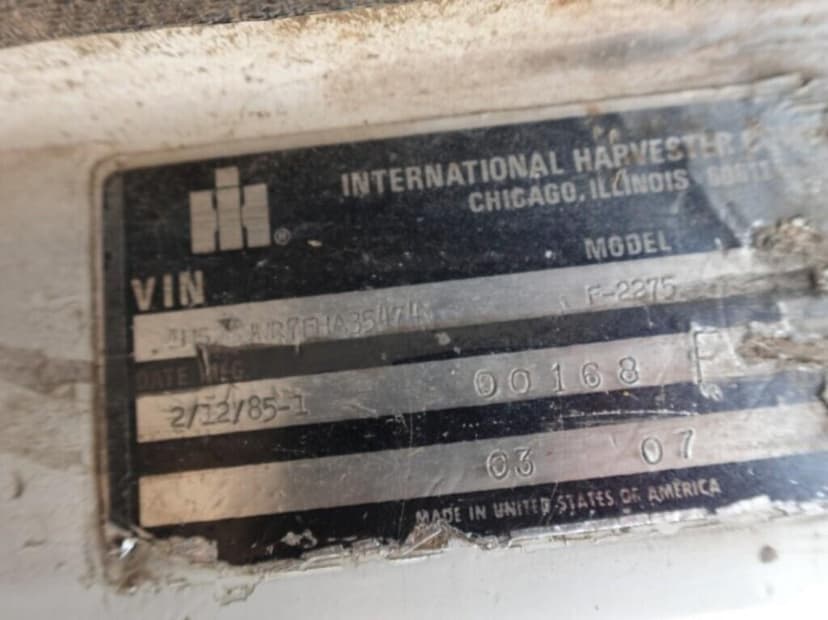 INTERNATIONAL HARVESTER
CHICAGO, ILLINOIS 60611
VIN
MODEL
F-2275
DATE MFG
2/12/85-1
00168
03 07
MADE IN UNITED STATES OF AMERICA